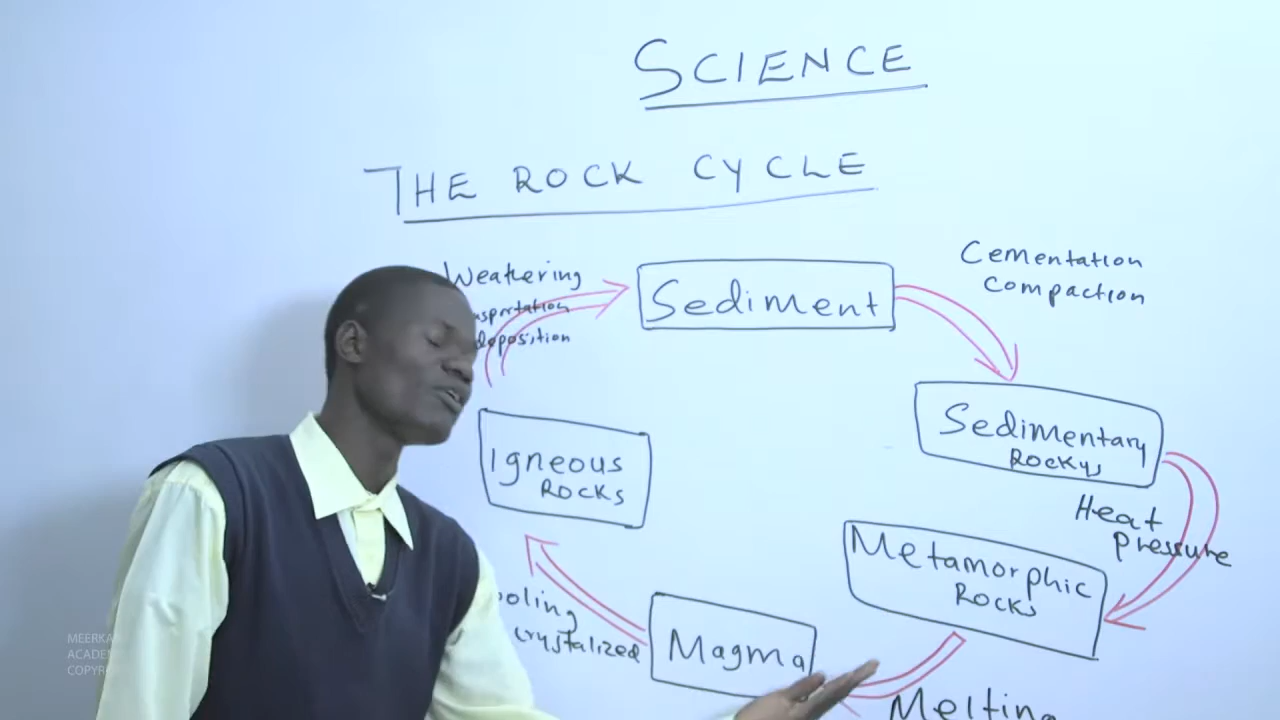 SCIENCE
THE ROCK CYCLE
Weathering
deposition
Sediment
Cementation
compaction
Sedimentary
ROCKS
Heat
pressure
Metamorphic
ROCKS
Melting
Magma
crystalized
Igneous
ROCKS